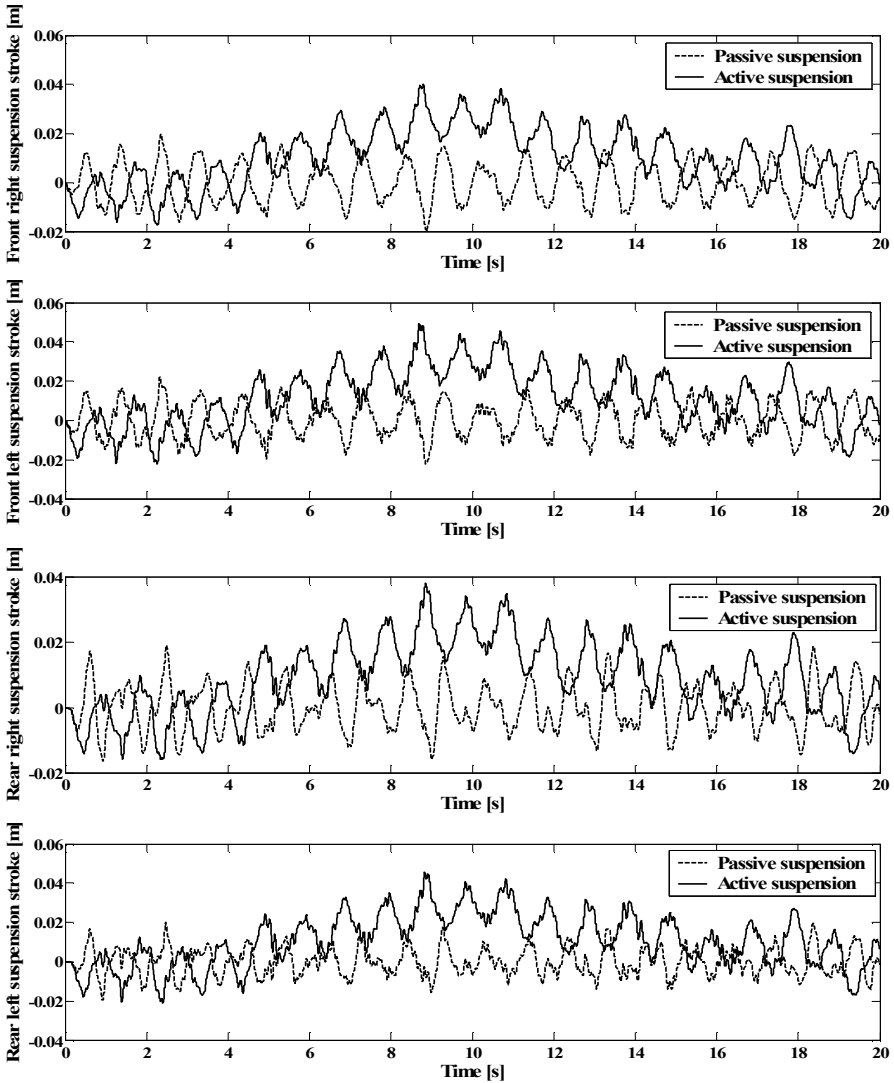 Front right suspension stroke [m]
0.06
0.04
0.02
0
-0.02
Passive suspension
Active suspension
0 2 4 6 8 10 12 14 16 18 20
Time [s]
Front left suspension stroke [m]
0.06
0.04
0.02
0
-0.02
-0.04
Passive suspension
Active suspension
0 2 4 6 8 10 12 14 16 18 20
Time [s]
Rear right suspension stroke [m]
0.04
0.02
0
-0.02
Passive suspension
Active suspension
0 2 4 6 8 10 12 14 16 18 20
Time [s]
Rear left suspension stroke [m]
0.06
0.04
0.02
0
-0.02
-0.04
Passive suspension
Active suspension
0 2 4 6 8 10 12 14 16 18 20
Time [s]